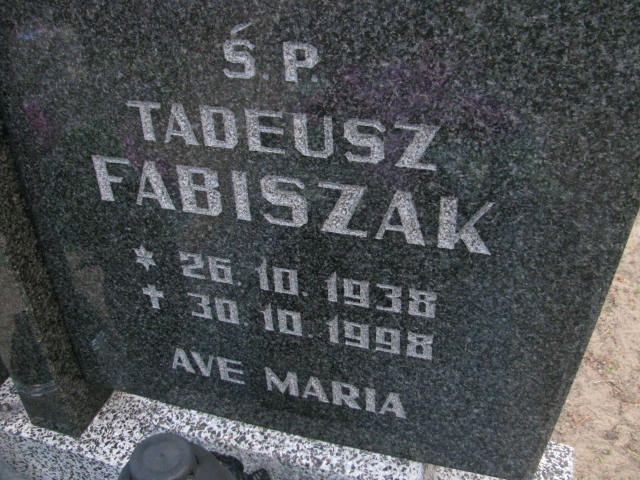 Ś.P.
TADEUSZ
FABISZAK
* 26.10.1938
† 30.10.1998
AVE MARIA